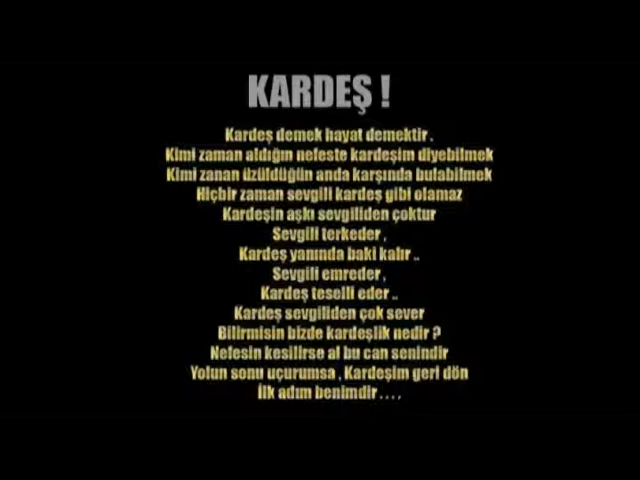 KARDEŞ !
Kardeş demek hayat demektir .
Kimi zaman aldığın nefeste kardeşim diyebilmek
Kimi zanan üzüldüğün anda karşında bulabilmek
Hiçbir zaman sevgili kardeş gibi olamaz
Kardeşin aşkı sevgiliden çoktur
Sevgili terkeder ,
Kardeş yanında baki kalır ..
Sevgili emreder ,
Kardeş teselli eder ..
Kardeş sevgiliden çok sever
Bilirmisin bizde kardeşlik nedir ?
Nefesin kesilirse al bu can senindir
Yolun sonu uçurumsa , Kardeşim geri dön
İlk adım benimdir . . . .